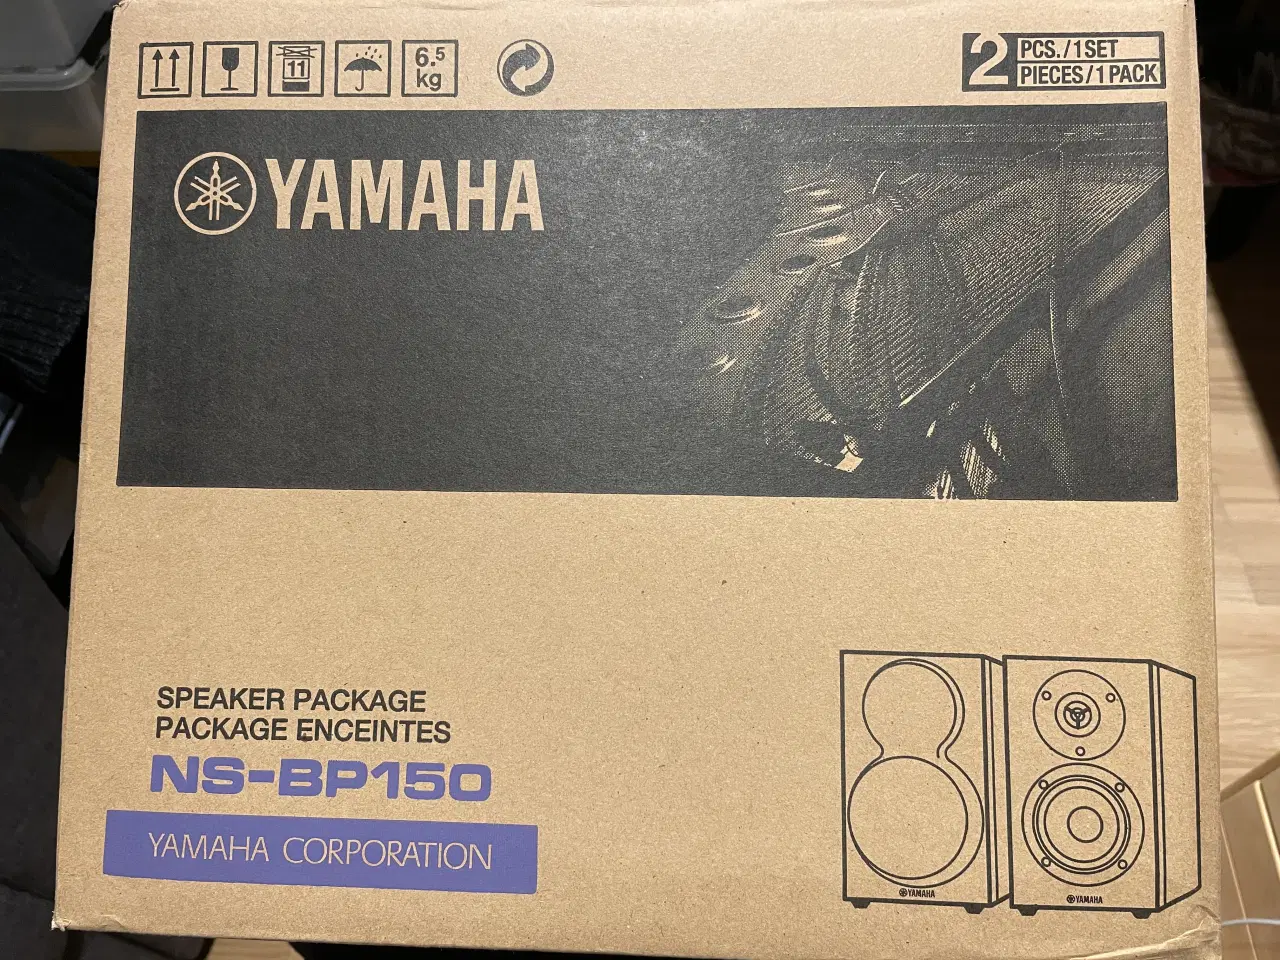 11
6.5 kg
2 PCS./1SET
PIECES/1PACK
YAMAHA
SPEAKER PACKAGE
PACKAGE ENCEINTES
NS-BP150
YAMAHA CORPORATION
YAMAHA
YAMAHA